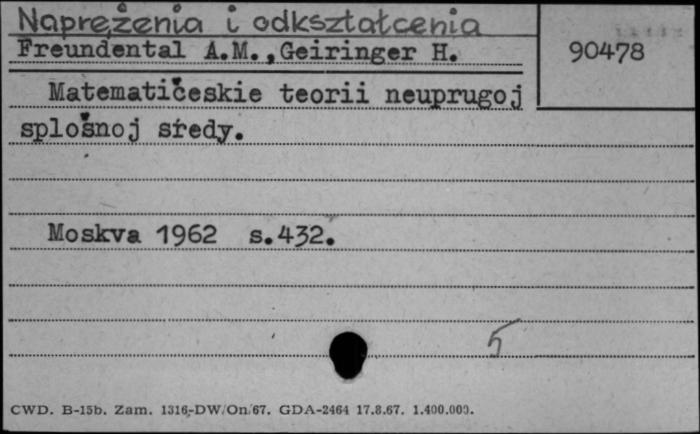 Naprężenia i odkształcenia
Freundental A.M., Geiringer H.
90478
Matematičeskie teorii neuprugoj
splošnoj sredy.
Moskva 1962 s.432.
5
CWD. B-15b. Zam. 1316,-DW/On/67. GDA-2464 17.8.67. 1.400.000.